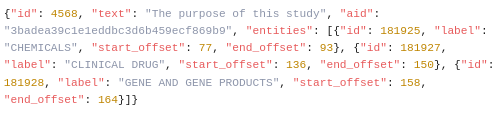 {"id": 4568, "text": "The purpose of this study", "aid":
"3badea39c1e1eddbc3d6b459ecf869b9", "entities": [{"id": 181925, "label":
"CHEMICALS", "start_offset": 77, "end_offset": 93}, {"id": 181927,
"label": "CLINICAL DRUG", "start_offset": 136, "end_offset": 150}, {"id":
181928, "label": "GENE AND GENE PRODUCTS", "start_offset": 158,
"end_offset": 164}]}